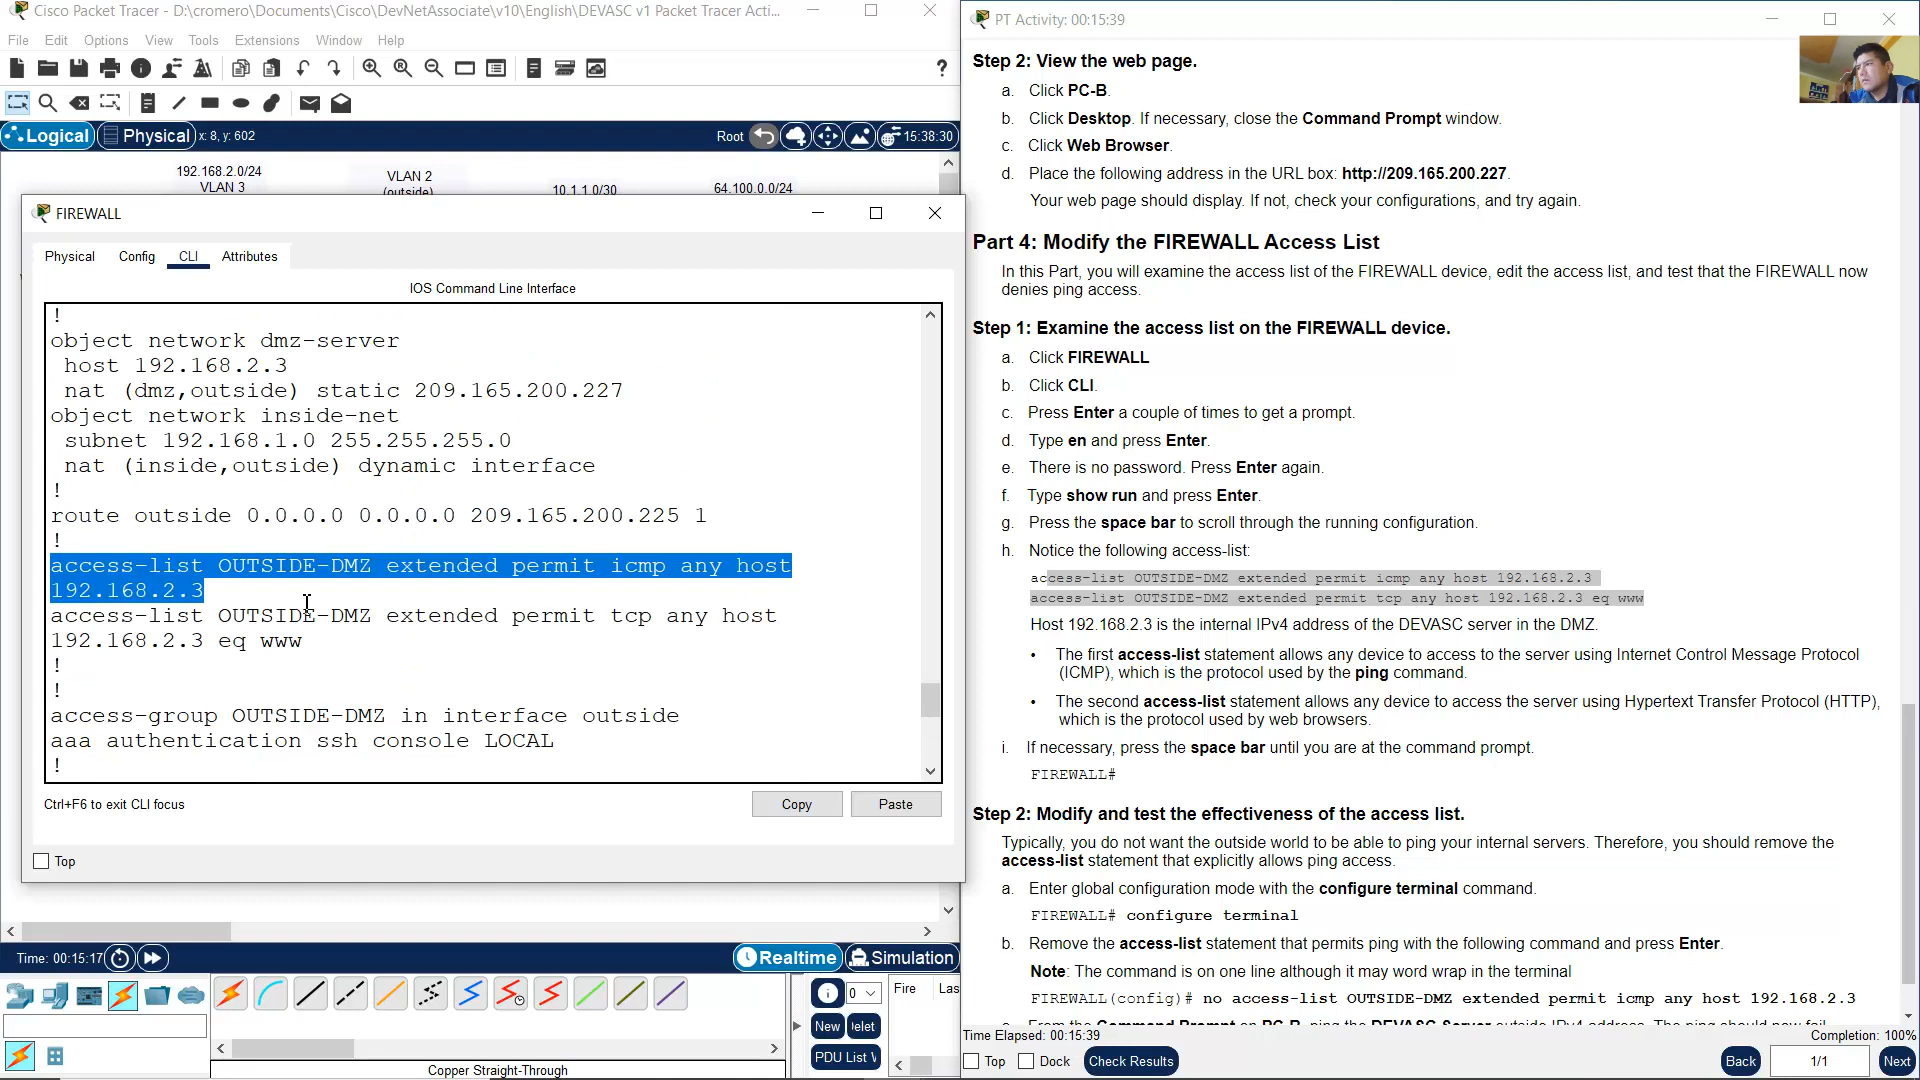 Cisco Packet Tracer - D:\cromero\Documents\Cisco\DevNetAssociate\v10\English\DEVASC v1 Packet Tracer Acti...
File Edit Options View Tools Extensions Window Help
Logical Physical x: 8, y: 602
Root 15:38:30
192.168.2.0/24
VLAN 3
VLAN 2
(outside)
10.1.1.0/30
64.100.0.0/24
FIREWALL
Physical Config CLI Attributes
IOS Command Line Interface
!
object network dmz-server
host 192.168.2.3
nat (dmz,outside) static 209.165.200.227
object network inside-net
subnet 192.168.1.0 255.255.255.0
nat (inside,outside) dynamic interface
!
route outside 0.0.0.0 0.0.0.0 209.165.200.225 1
!
access-list OUTSIDE-DMZ extended permit icmp any host
192.168.2.3
access-list OUTSIDE-DMZ extended permit tcp any host
192.168.2.3 eq www
!
!
access-group OUTSIDE-DMZ in interface outside
aaa authentication ssh console LOCAL
!
Ctrl+F6 to exit CLI focus
Copy Paste
Top
Time: 00:15:17
Realtime Simulation
0
Fire Las
New
elet
PDU List
Copper Straight-Through
PT Activity: 00:15:39
Step 2: View the web page.
a. Click PC-B.
b. Click Desktop. If necessary, close the Command Prompt window.
c. Click Web Browser.
d. Place the following address in the URL box: http://209.165.200.227.
Your web page should display. If not, check your configurations, and try again.
Part 4: Modify the FIREWALL Access List
In this Part, you will examine the access list of the FIREWALL device, edit the access list, and test that the FIREWALL now
denies ping access.
Step 1: Examine the access list on the FIREWALL device.
a. Click FIREWALL
b. Click CLI.
c. Press Enter a couple of times to get a prompt.
d. Type en and press Enter.
e. There is no password. Press Enter again.
f. Type show run and press Enter.
g. Press the space bar to scroll through the running configuration.
h. Notice the following access-list:
access-list OUTSIDE-DMZ extended permit icmp any host 192.168.2.3
access-list OUTSIDE-DMZ extended permit tcp any host 192.168.2.3 eq www
Host 192.168.2.3 is the internal IPv4 address of the DEVASC server in the DMZ.
• The first access-list statement allows any device to access to the server using Internet Control Message Protocol
(ICMP), which is the protocol used by the ping command.
• The second access-list statement allows any device to access the server using Hypertext Transfer Protocol (HTTP),
which is the protocol used by web browsers.
i. If necessary, press the space bar until you are at the command prompt.
FIREWALL#
Step 2: Modify and test the effectiveness of the access list.
Typically, you do not want the outside world to be able to ping your internal servers. Therefore, you should remove the
access-list statement that explicitly allows ping access.
a. Enter global configuration mode with the configure terminal command.
FIREWALL# configure terminal
b. Remove the access-list statement that permits ping with the following command and press Enter.
Note: The command is on one line although it may word wrap in the terminal
FIREWALL(config)# no access-list OUTSIDE-DMZ extended permit icmp any host 192.168.2.3
From the Command Prompt on PC-B, ping the DEVASC Server outside IPv4 address. The ping should now fail
Time Elapsed: 00:15:39 Completion: 100%
Top Dock Check Results Back 1/1 Next